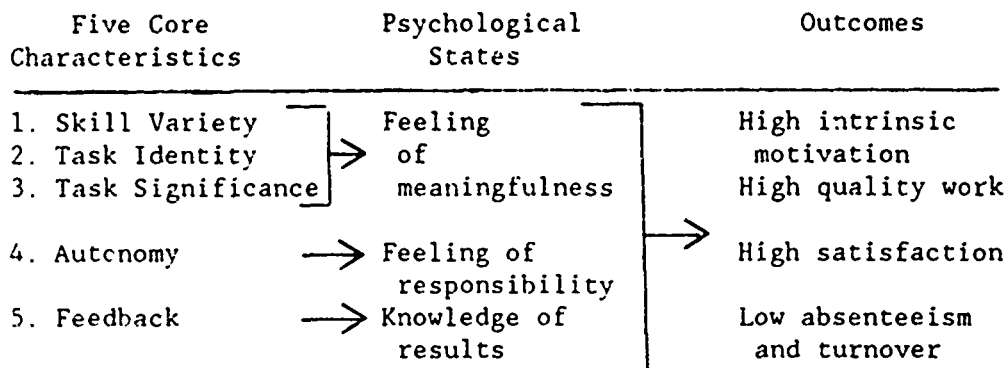 Five Core Characteristics
Psychological States
Outcomes
1. Skill Variety
2. Task Identity
3. Task Significance
Feeling
of
meaningfulness
High intrinsic
motivation
High quality work
4. Autcnomy
Feeling of
responsibility
High satisfaction
5. Feedback
Knowledge of
results
Low absenteeism
and turnover